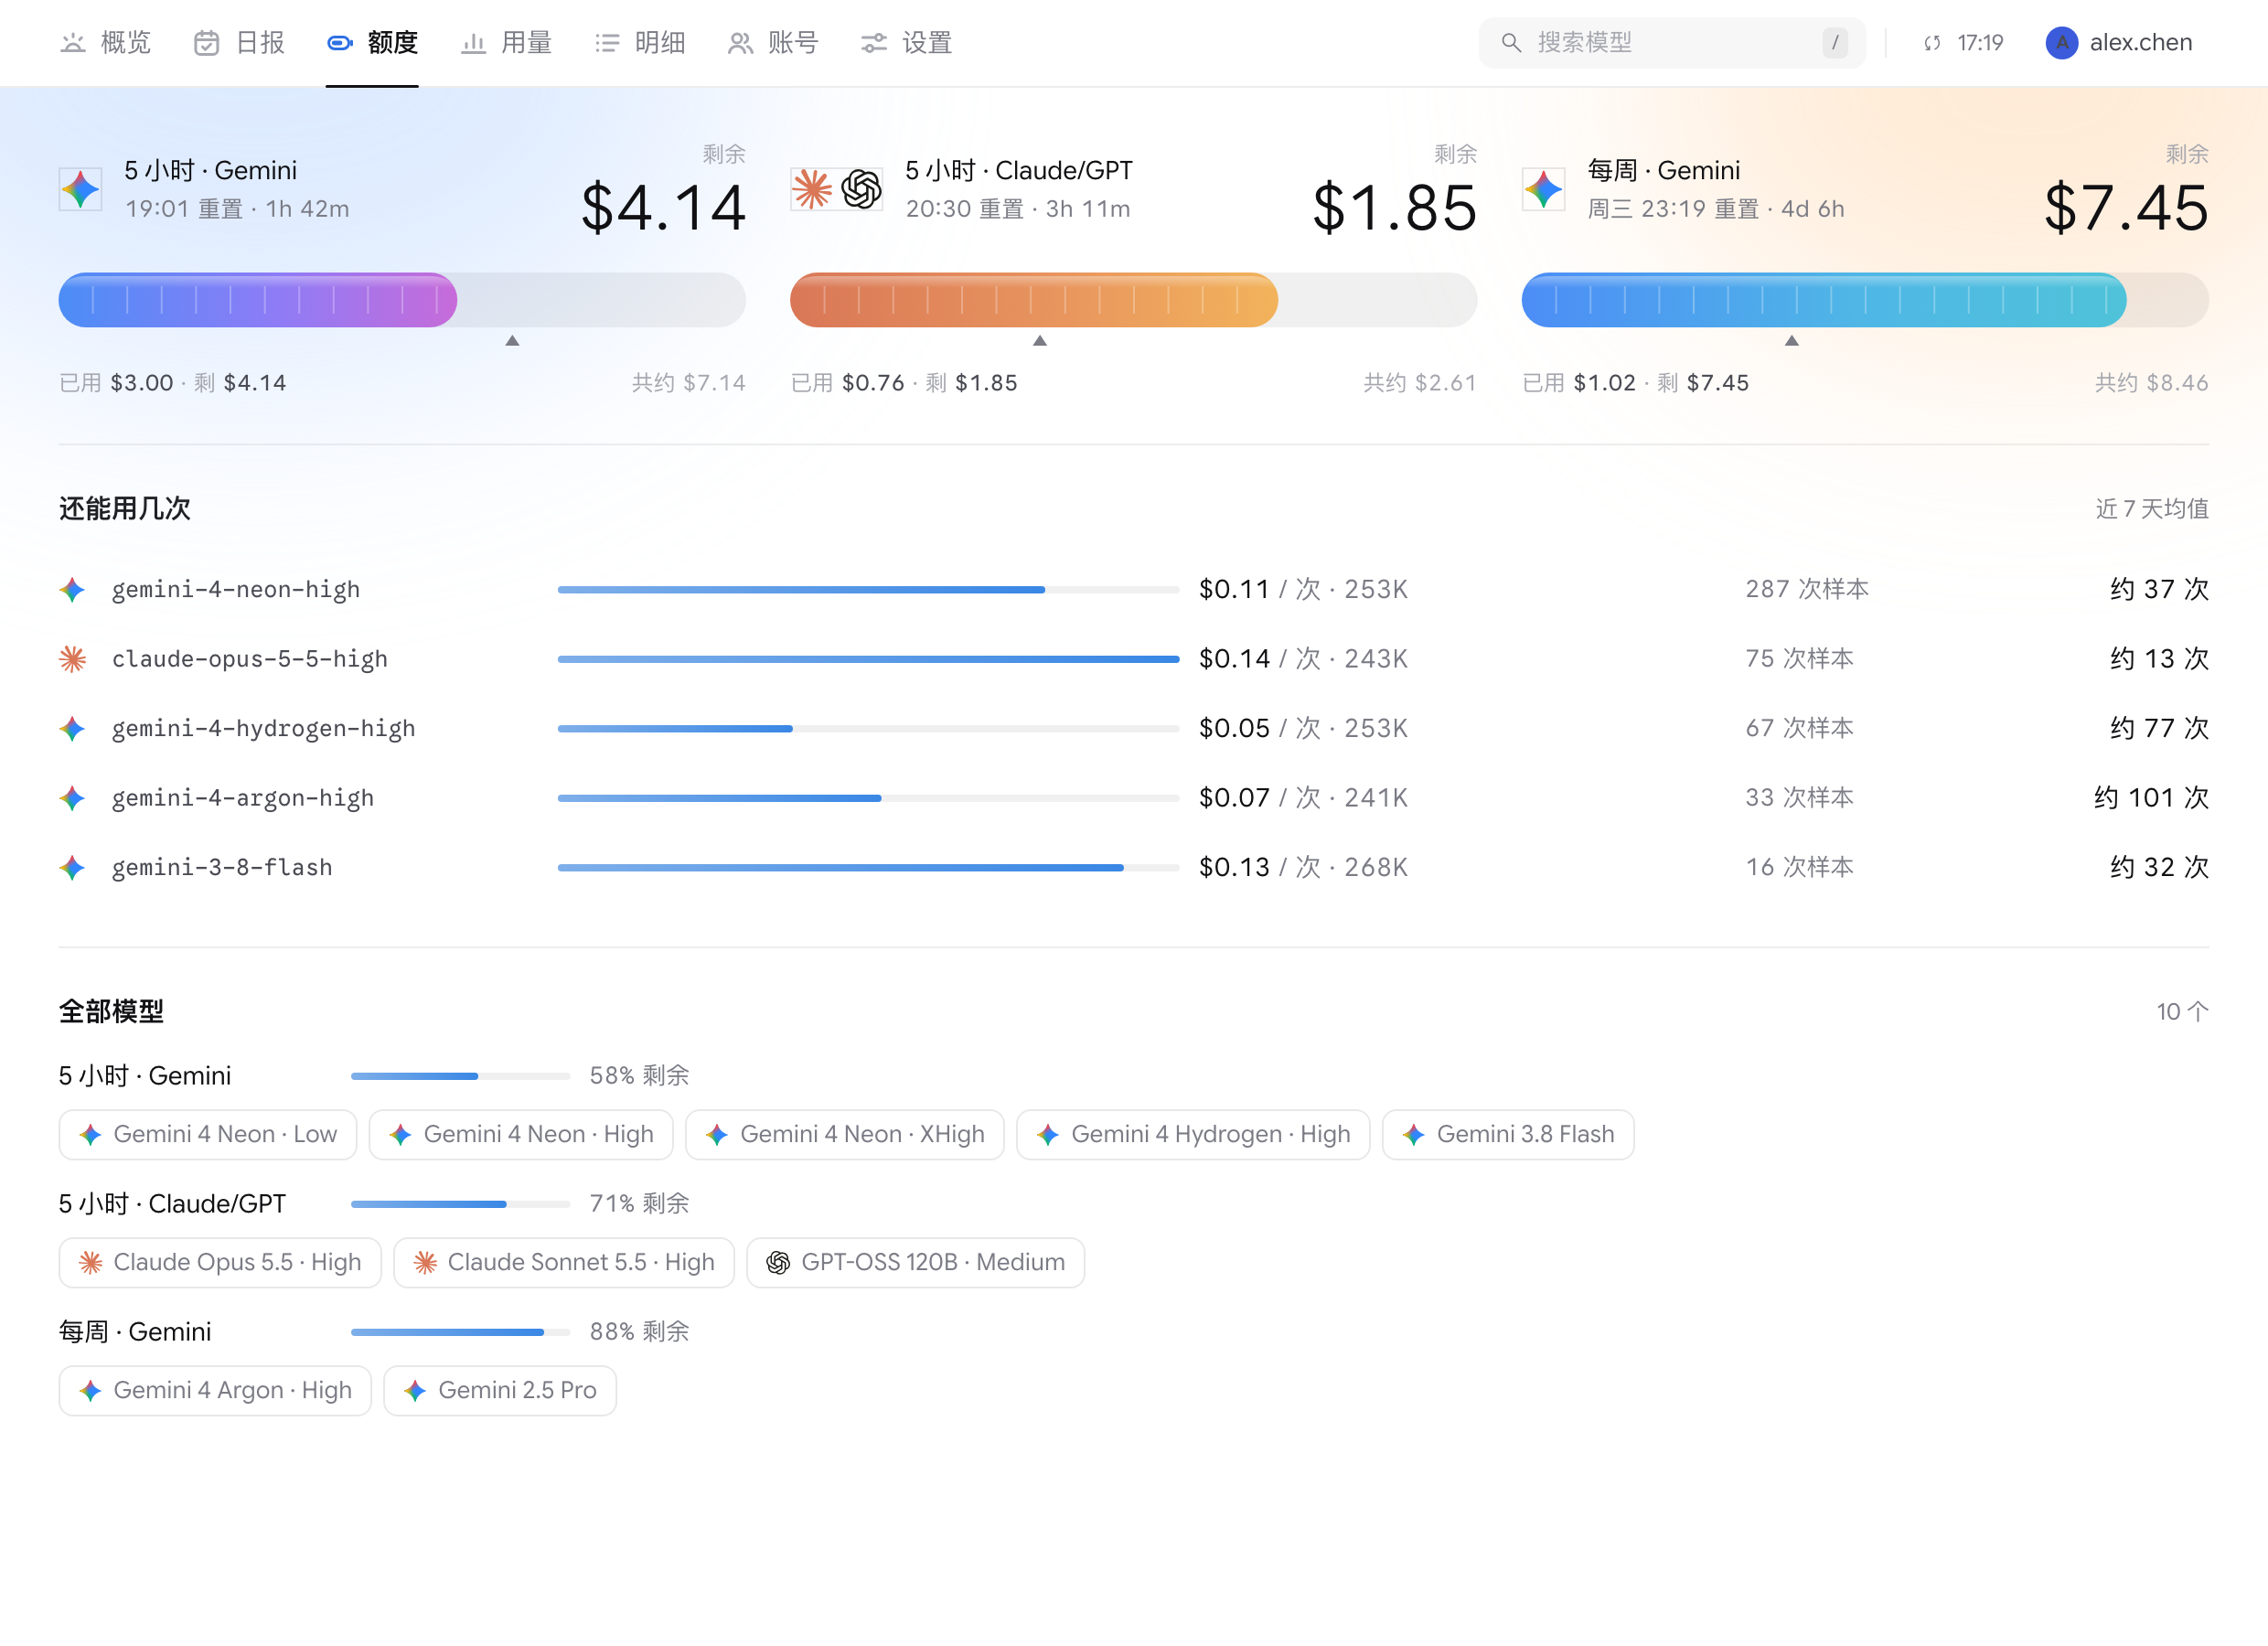 概览 日报 额度 用量 明细 账号 设置 搜索模型 / 17:19 A alex.chen
5 小时 · Gemini
19:01 重置 · 1h 42m
剩余
$4.14
已用 $3.00 · 剩 $4.14 共约 $7.14
5 小时 · Claude/GPT
20:30 重置 · 3h 11m
剩余
$1.85
已用 $0.76 · 剩 $1.85 共约 $2.61
每周 · Gemini
周三 23:19 重置 · 4d 6h
剩余
$7.45
已用 $1.02 · 剩 $7.45 共约 $8.46
还能用几次 近 7 天均值
gemini-4-neon-high $0.11 / 次 · 253K 287 次样本 约 37 次
claude-opus-5-5-high $0.14 / 次 · 243K 75 次样本 约 13 次
gemini-4-hydrogen-high $0.05 / 次 · 253K 67 次样本 约 77 次
gemini-4-argon-high $0.07 / 次 · 241K 33 次样本 约 101 次
gemini-3-8-flash $0.13 / 次 · 268K 16 次样本 约 32 次
全部模型 10 个
5 小时 · Gemini 58% 剩余
Gemini 4 Neon · Low Gemini 4 Neon · High Gemini 4 Neon · XHigh Gemini 4 Hydrogen · High Gemini 3.8 Flash
5 小时 · Claude/GPT 71% 剩余
Claude Opus 5.5 · High Claude Sonnet 5.5 · High GPT-OSS 120B · Medium
每周 · Gemini 88% 剩余
Gemini 4 Argon · High Gemini 2.5 Pro